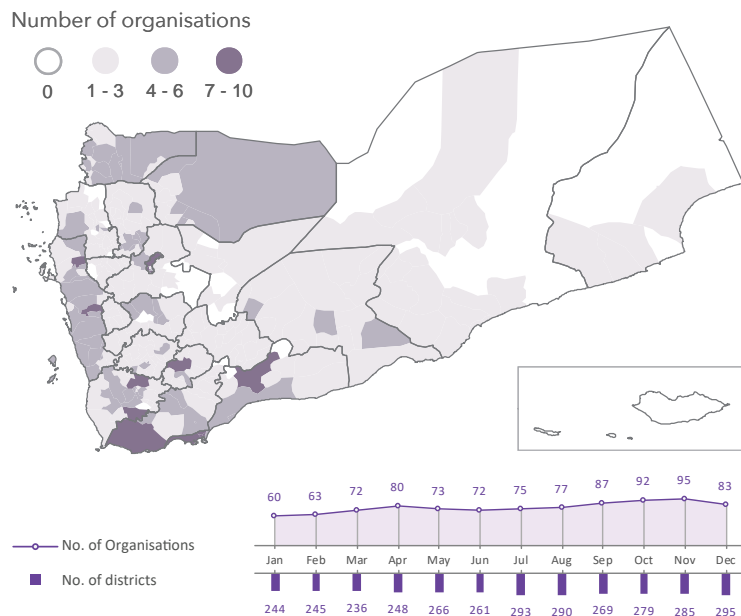 Number of organisations
0 1 - 3 4 - 6 7 - 10
60 63 72 80 73 72 75 77 87 92 95 83
No. of Organisations
Jan Feb Mar Apr May Jun Jul Aug Sep Oct Nov Dec
No. of districts
244 245 236 248 266 261 293 290 269 279 285 295